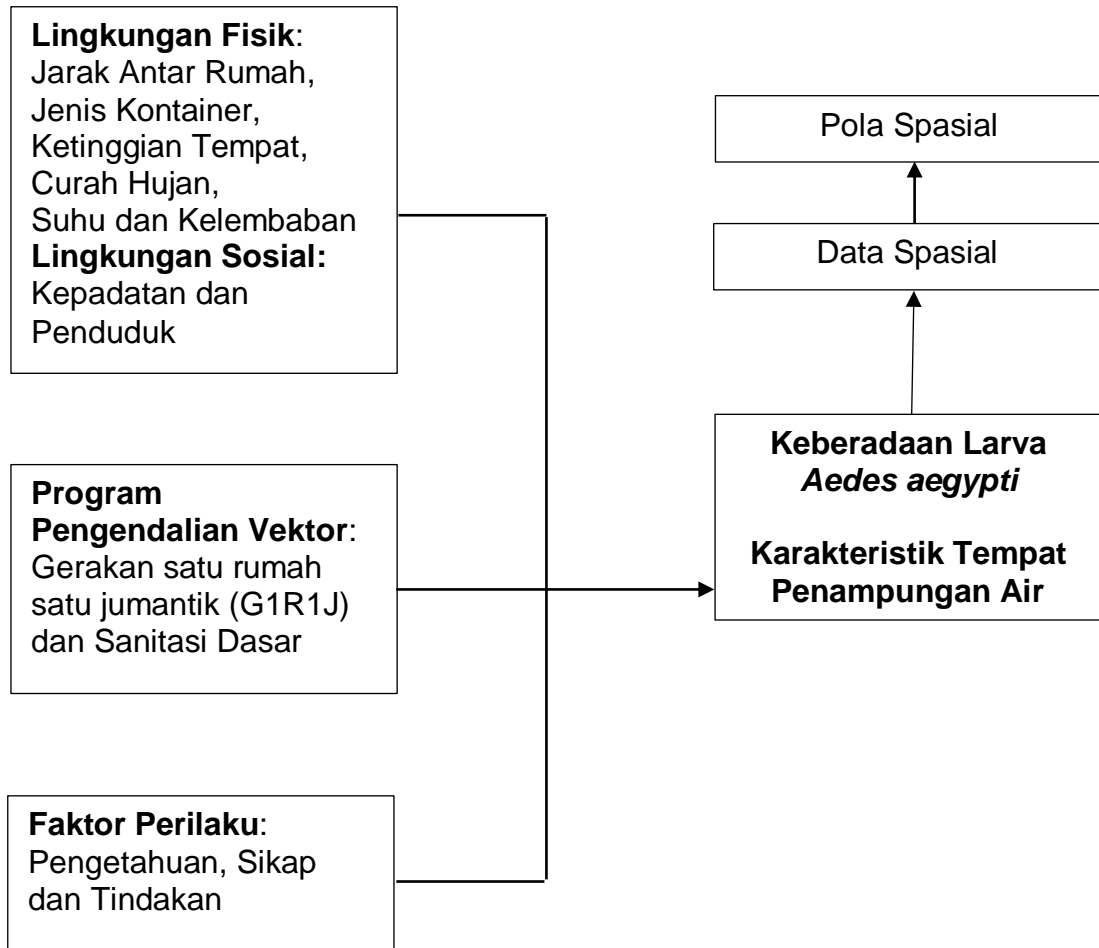 Lingkungan Fisik:
Jarak Antar Rumah,
Jenis Kontainer,
Ketinggian Tempat,
Curah Hujan,
Suhu dan Kelembaban
Lingkungan Sosial:
Kepadatan dan
Penduduk
Program
Pengendalian Vektor:
Gerakan satu rumah
satu jumantik (G1R1J)
dan Sanitasi Dasar
Faktor Perilaku:
Pengetahuan, Sikap
dan Tindakan
Pola Spasial
Data Spasial
Keberadaan Larva
Aedes aegypti
Karakteristik Tempat
Penampungan Air